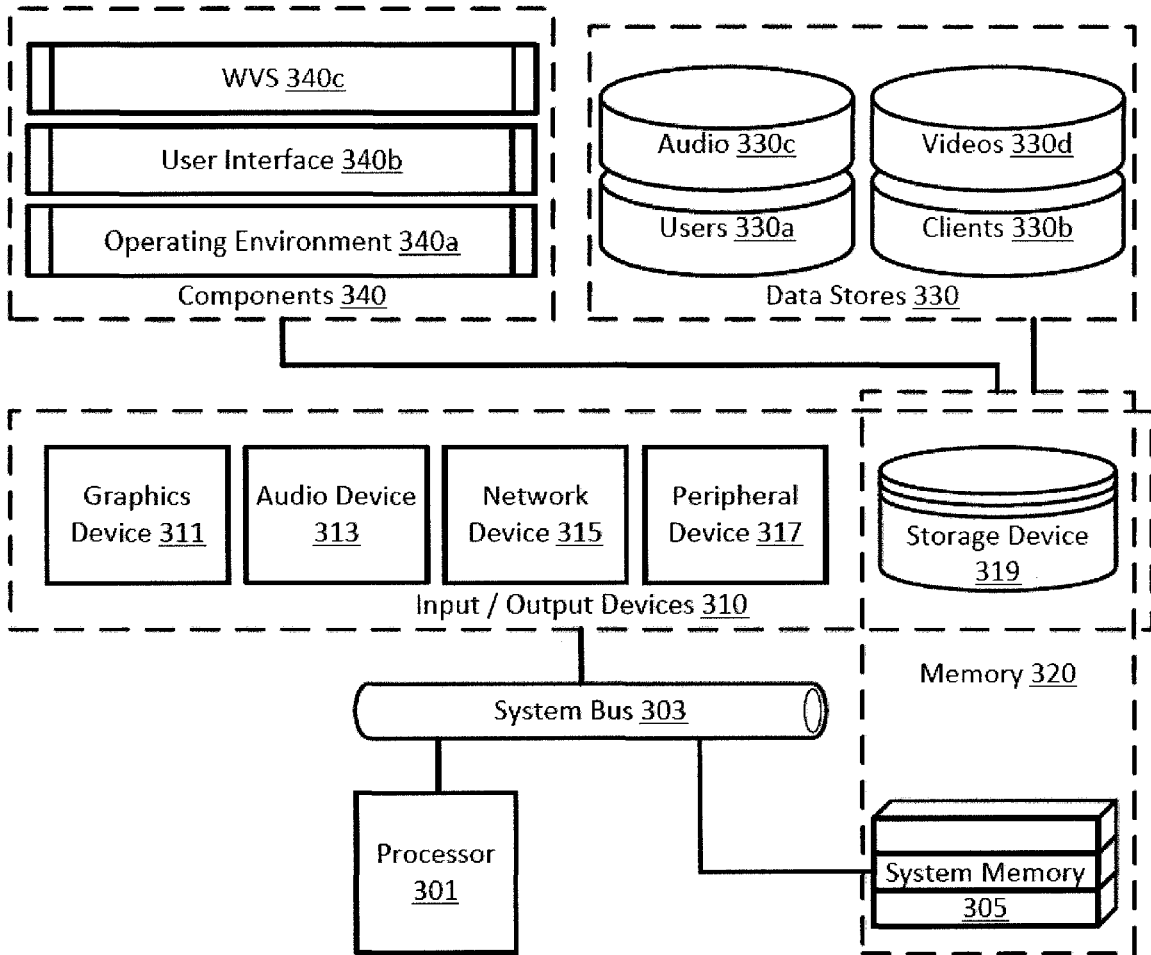 WVS 340c
User Interface 340b
Operating Environment 340a
Components 340
Audio 330c
Videos 330d
Users 330a
Clients 330b
Data Stores 330
Graphics
Device 311
Audio Device
313
Network
Device 315
Peripheral
Device 317
Storage Device
319
Input / Output Devices 310
Memory 320
System Bus 303
Processor
301
System Memory
305